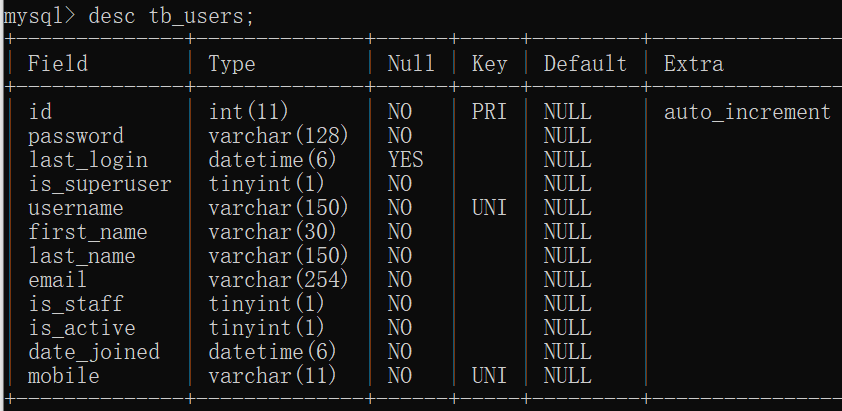 mysql> desc tb_users;
+---------------+--------------+------+-----+---------+----------------
| Field | Type | Null | Key | Default | Extra
+---------------+--------------+------+-----+---------+----------------
| id | int(11) | NO | PRI | NULL | auto_increment
| password | varchar(128) | NO | | NULL |
| last_login | datetime(6) | YES | | NULL |
| is_superuser | tinyint(1) | NO | | NULL |
| username | varchar(150) | NO | UNI | NULL |
| first_name | varchar(30) | NO | | NULL |
| last_name | varchar(150) | NO | | NULL |
| email | varchar(254) | NO | | NULL |
| is_staff | tinyint(1) | NO | | NULL |
| is_active | tinyint(1) | NO | | NULL |
| date_joined | datetime(6) | NO | | NULL |
| mobile | varchar(11) | NO | UNI | NULL |
+---------------+--------------+------+-----+---------+----------------